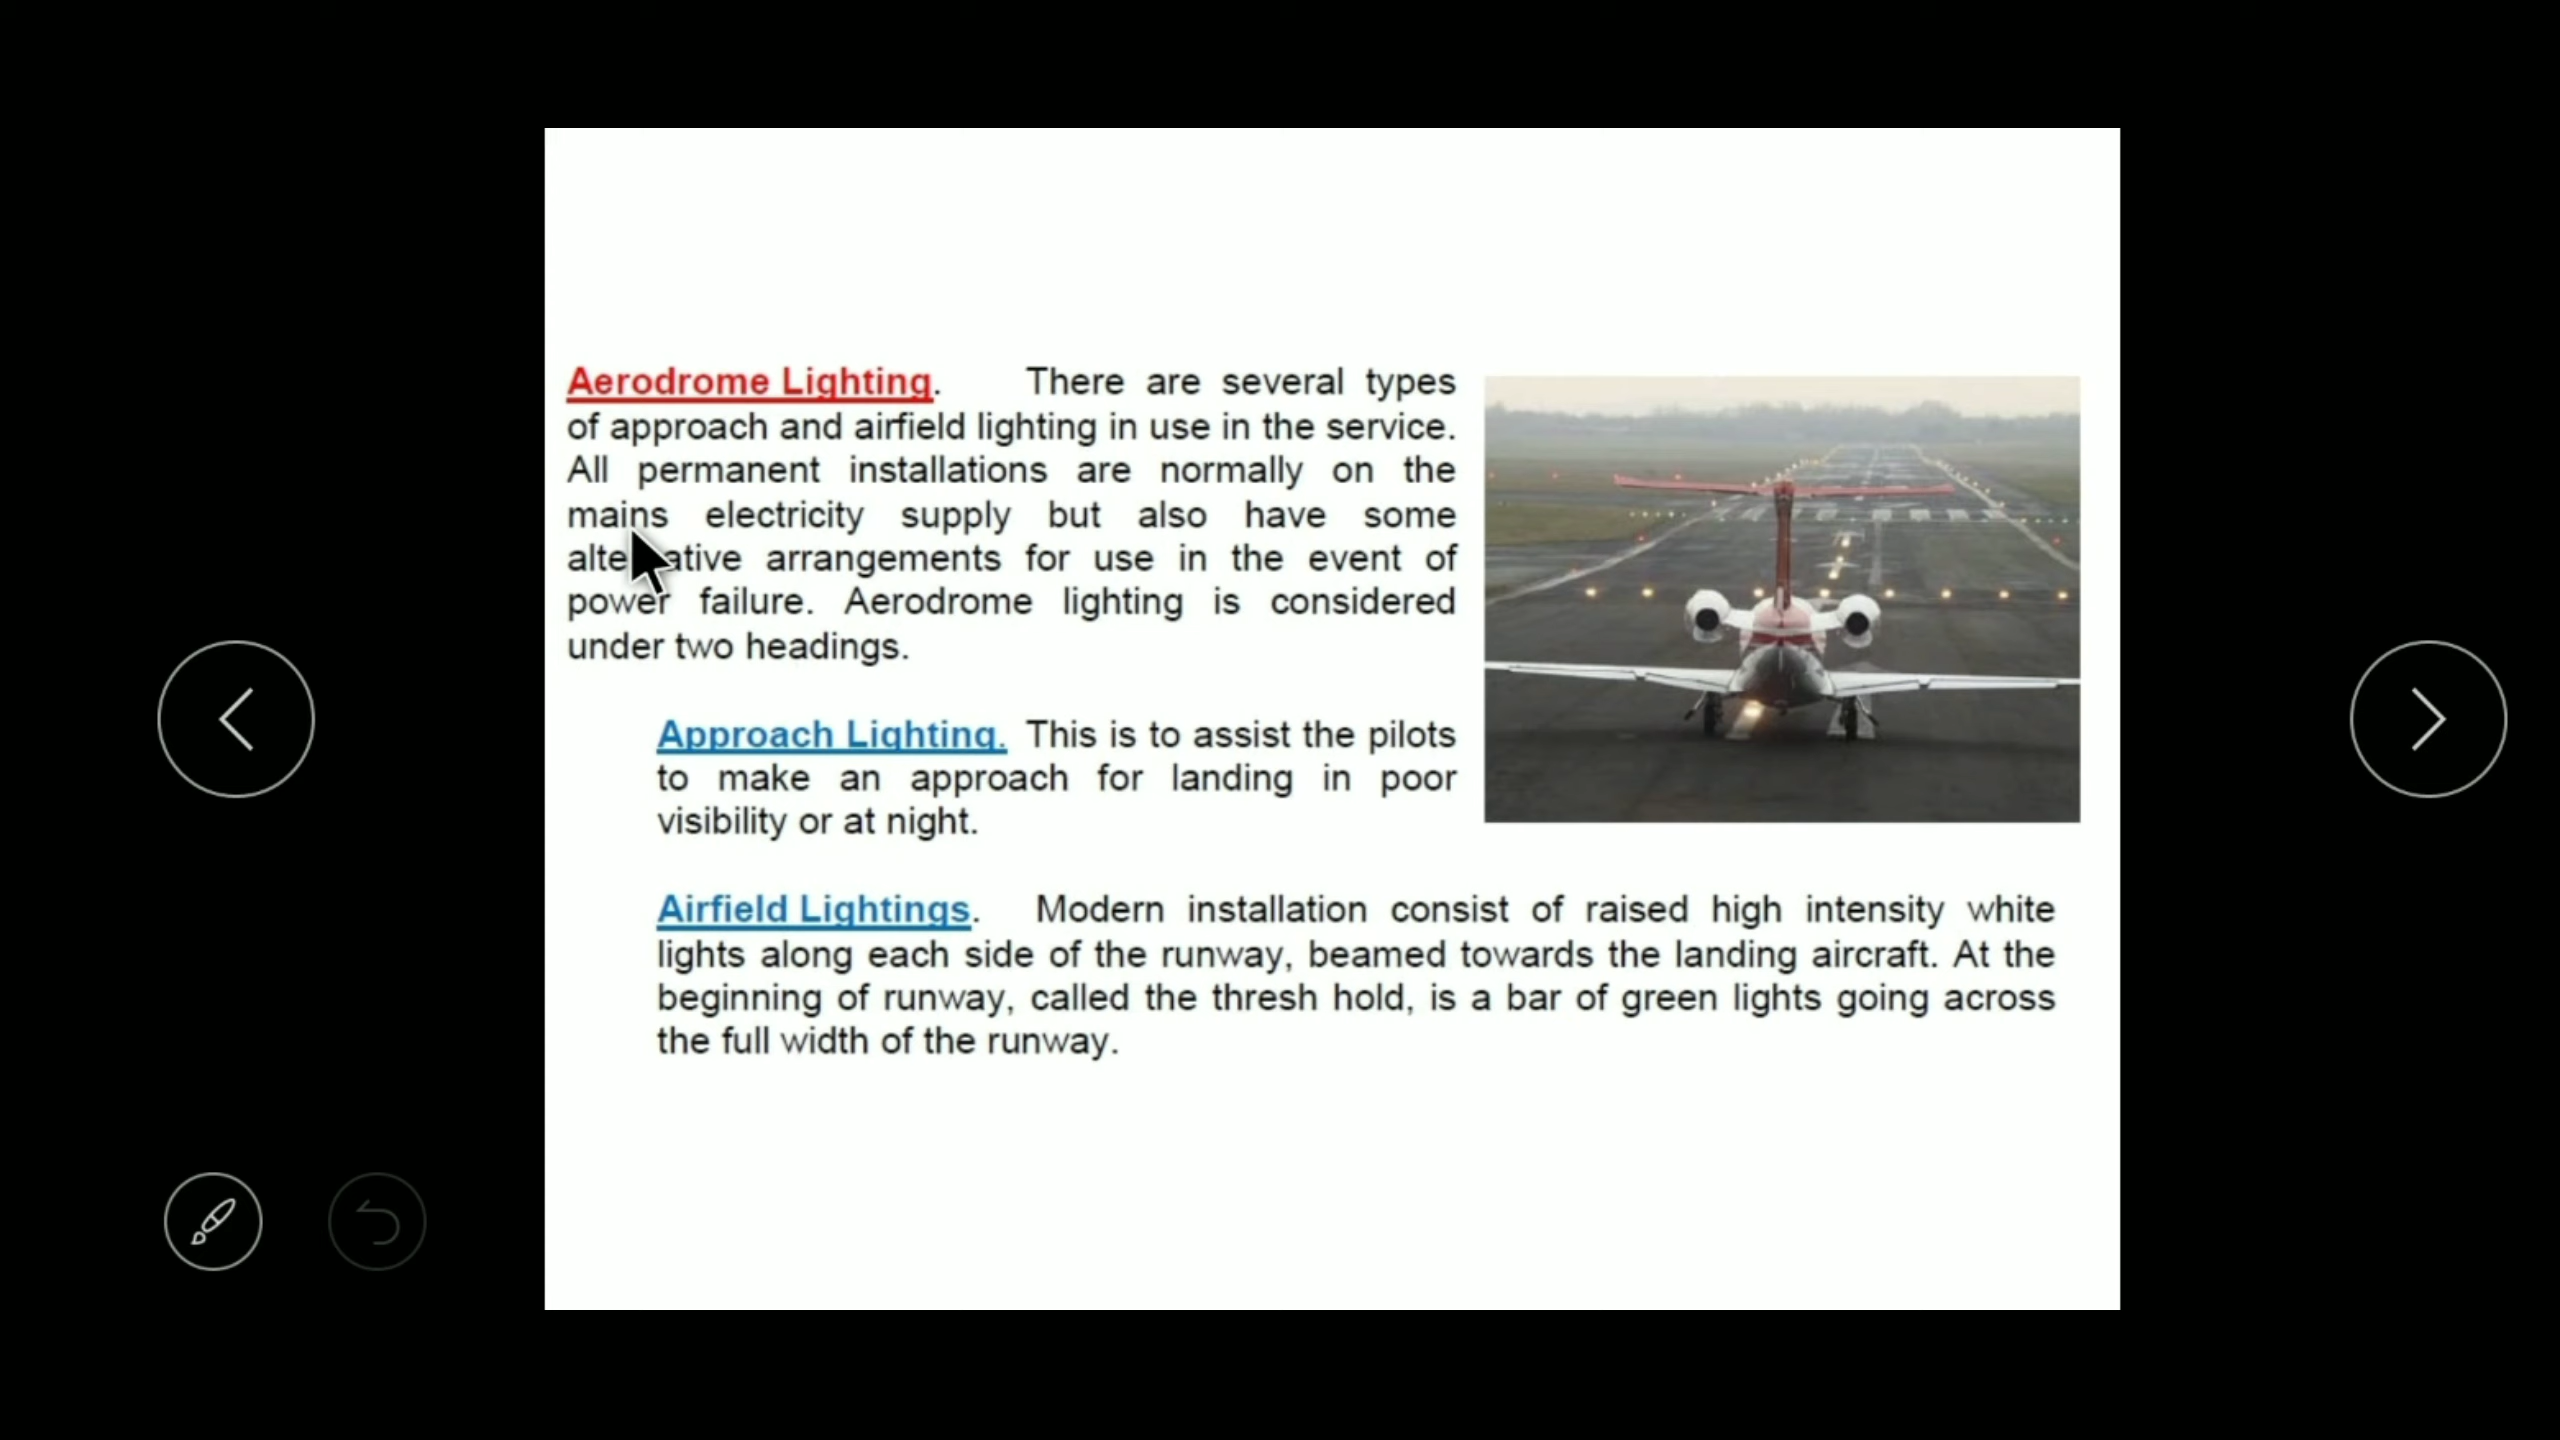 Aerodrome Lighting. There are several types
of approach and airfield lighting in use in the service.
All permanent installations are normally on the
mains electricity supply but also have some
alternative arrangements for use in the event of
power failure. Aerodrome lighting is considered
under two headings.
Approach Lighting. This is to assist the pilots
to make an approach for landing in poor
visibility or at night.
Airfield Lightings. Modern installation consist of raised high intensity white
lights along each side of the runway, beamed towards the landing aircraft. At the
beginning of runway, called the thresh hold, is a bar of green lights going across
the full width of the runway.